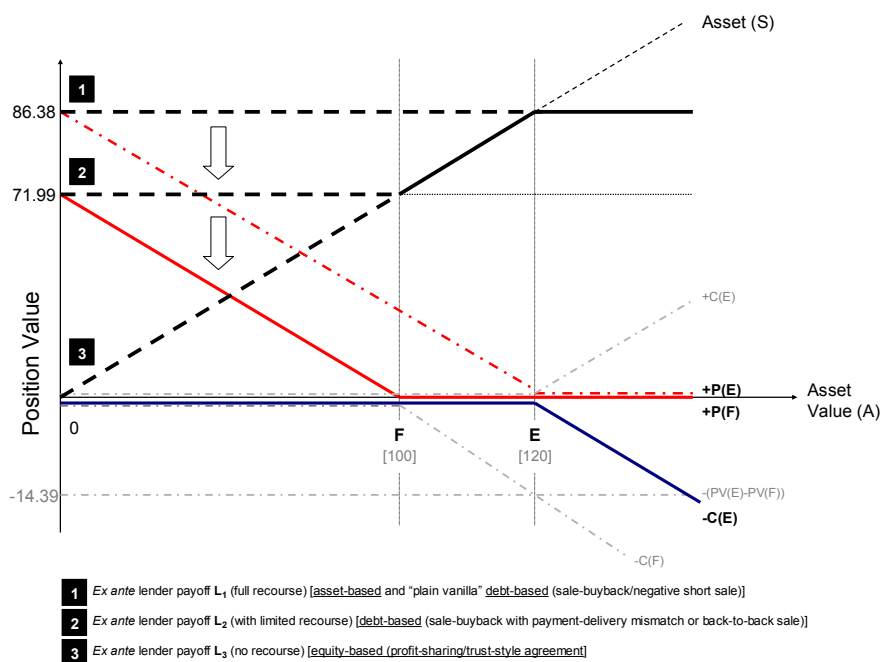 Asset (S)
1
86.38
2
71.99
+C(E)
3
Position Value
+P(E)
+P(F)
Asset
Value (A)
0
F
E
[100]
[120]
-14.39
-(PV(E)-PV(F))
-C(E)
-C(F)
1 Ex ante lender payoff L1 (full recourse) [asset-based and “plain vanilla” debt-based (sale-buyback/negative short sale)]
2 Ex ante lender payoff L2 (with limited recourse) [debt-based (sale-buyback with payment-delivery mismatch or back-to-back sale)]
3 Ex ante lender payoff L3 (no recourse) [equity-based (profit-sharing/trust-style agreement]